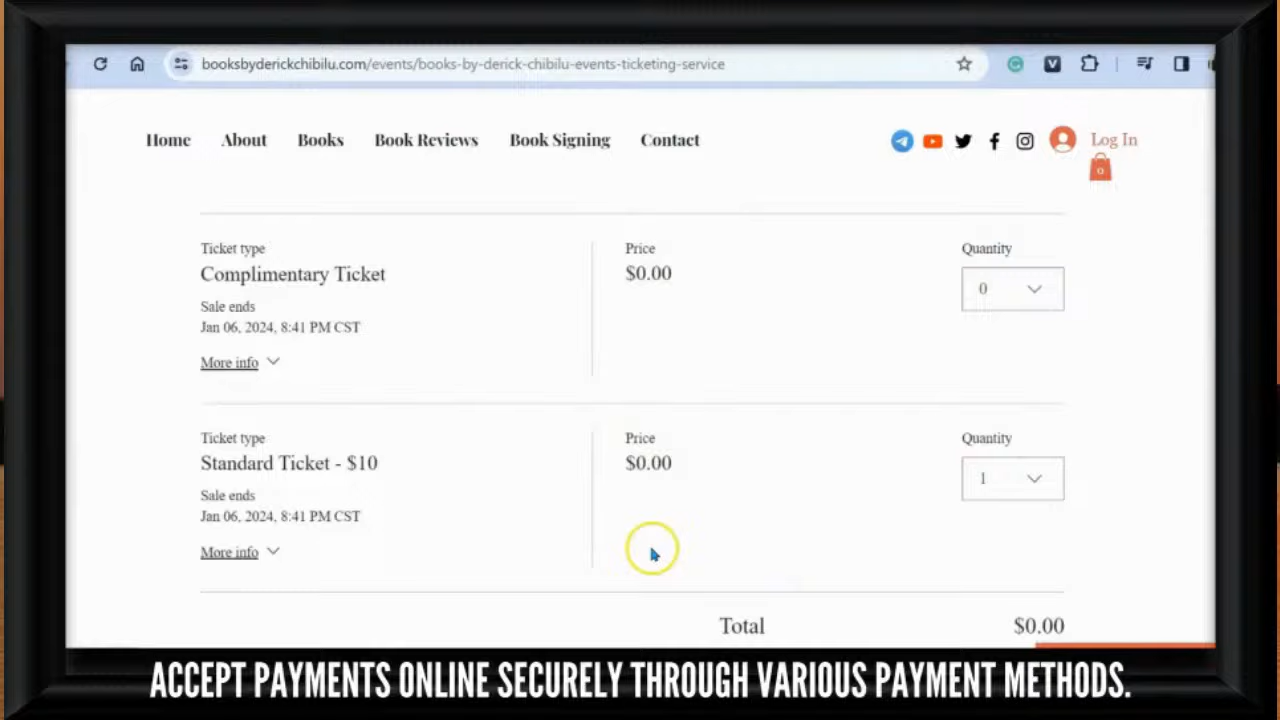 booksbyderickchibilu.com/events/books-by-derick-chibilu-events-ticketing-service
Home About Books Book Reviews Book Signing Contact Log In
0
Ticket type Price Quantity
Complimentary Ticket $0.00 0
Sale ends
Jan 06, 2024, 8:41 PM CST
More info
Ticket type Price Quantity
Standard Ticket - $10 $0.00 1
Sale ends
Jan 06, 2024, 8:41 PM CST
More info
Total $0.00
ACCEPT PAYMENTS ONLINE SECURELY THROUGH VARIOUS PAYMENT METHODS.